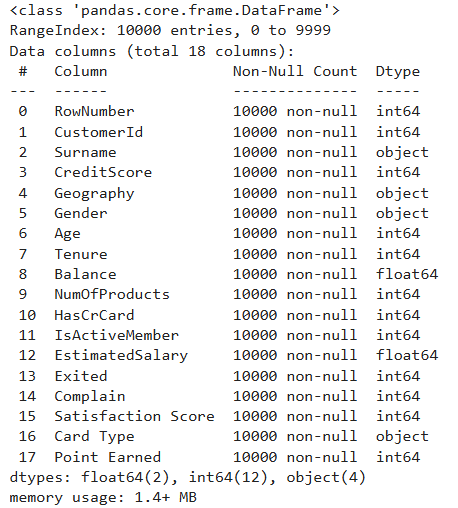 <class 'pandas.core.frame.DataFrame'>
RangeIndex: 10000 entries, 0 to 9999
Data columns (total 18 columns):
 #   Column              Non-Null Count  Dtype
---  ------              --------------  -----
 0   RowNumber           10000 non-null  int64
 1   CustomerId          10000 non-null  int64
 2   Surname             10000 non-null  object
 3   CreditScore         10000 non-null  int64
 4   Geography           10000 non-null  object
 5   Gender              10000 non-null  object
 6   Age                 10000 non-null  int64
 7   Tenure              10000 non-null  int64
 8   Balance             10000 non-null  float64
 9   NumOfProducts       10000 non-null  int64
 10  HasCrCard           10000 non-null  int64
 11  IsActiveMember      10000 non-null  int64
 12  EstimatedSalary     10000 non-null  float64
 13  Exited              10000 non-null  int64
 14  Complain            10000 non-null  int64
 15  Satisfaction Score  10000 non-null  int64
 16  Card Type           10000 non-null  object
 17  Point Earned        10000 non-null  int64
dtypes: float64(2), int64(12), object(4)
memory usage: 1.4+ MB